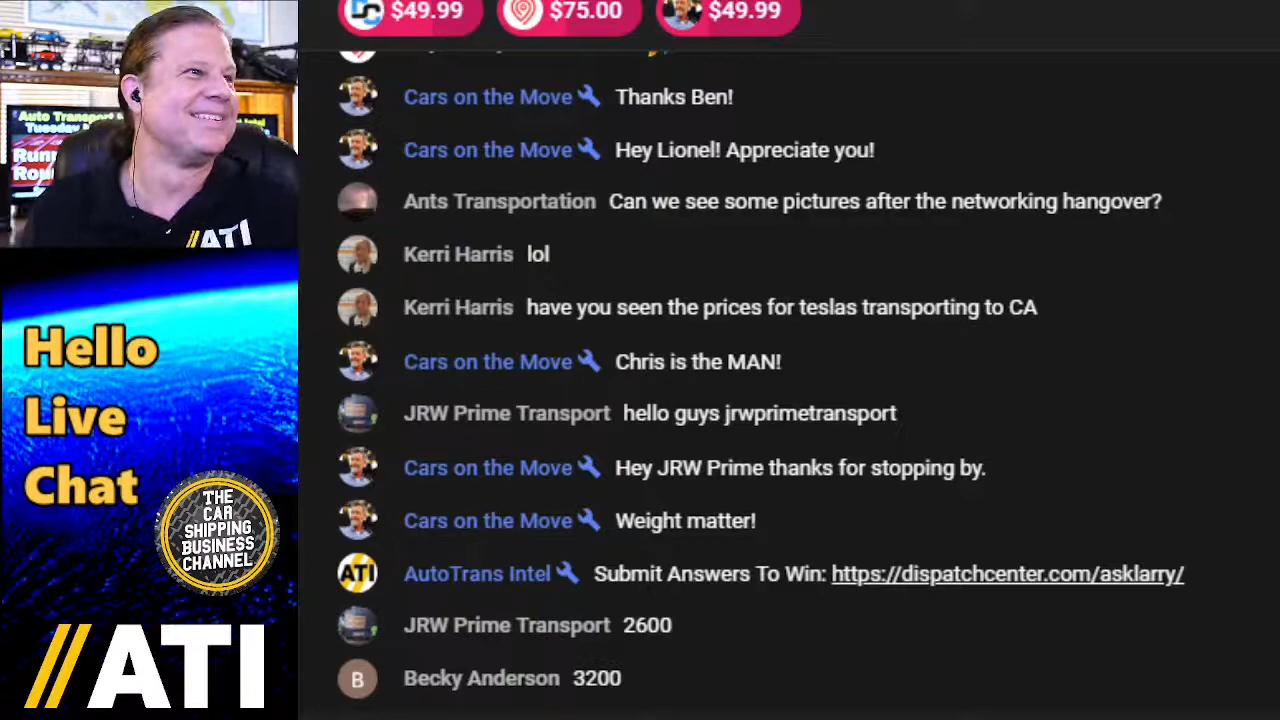 $49.99
$75.00
$49.99
Cars on the Move Thanks Ben!
Cars on the Move Hey Lionel! Appreciate you!
Ants Transportation Can we see some pictures after the networking hangover?
Kerri Harris lol
Kerri Harris have you seen the prices for teslas transporting to CA
Cars on the Move Chris is the MAN!
JRW Prime Transport hello guys jrwprimetransport
Cars on the Move Hey JRW Prime thanks for stopping by.
Cars on the Move Weight matter!
ATI AutoTrans Intel Submit Answers To Win: https://dispatchcenter.com/asklarry/
JRW Prime Transport 2600
B Becky Anderson 3200
Auto Transport
Tuesday
//ATI
Hello
Live
Chat
THE
CAR
SHIPPING
BUSINESS
CHANNEL
//ATI